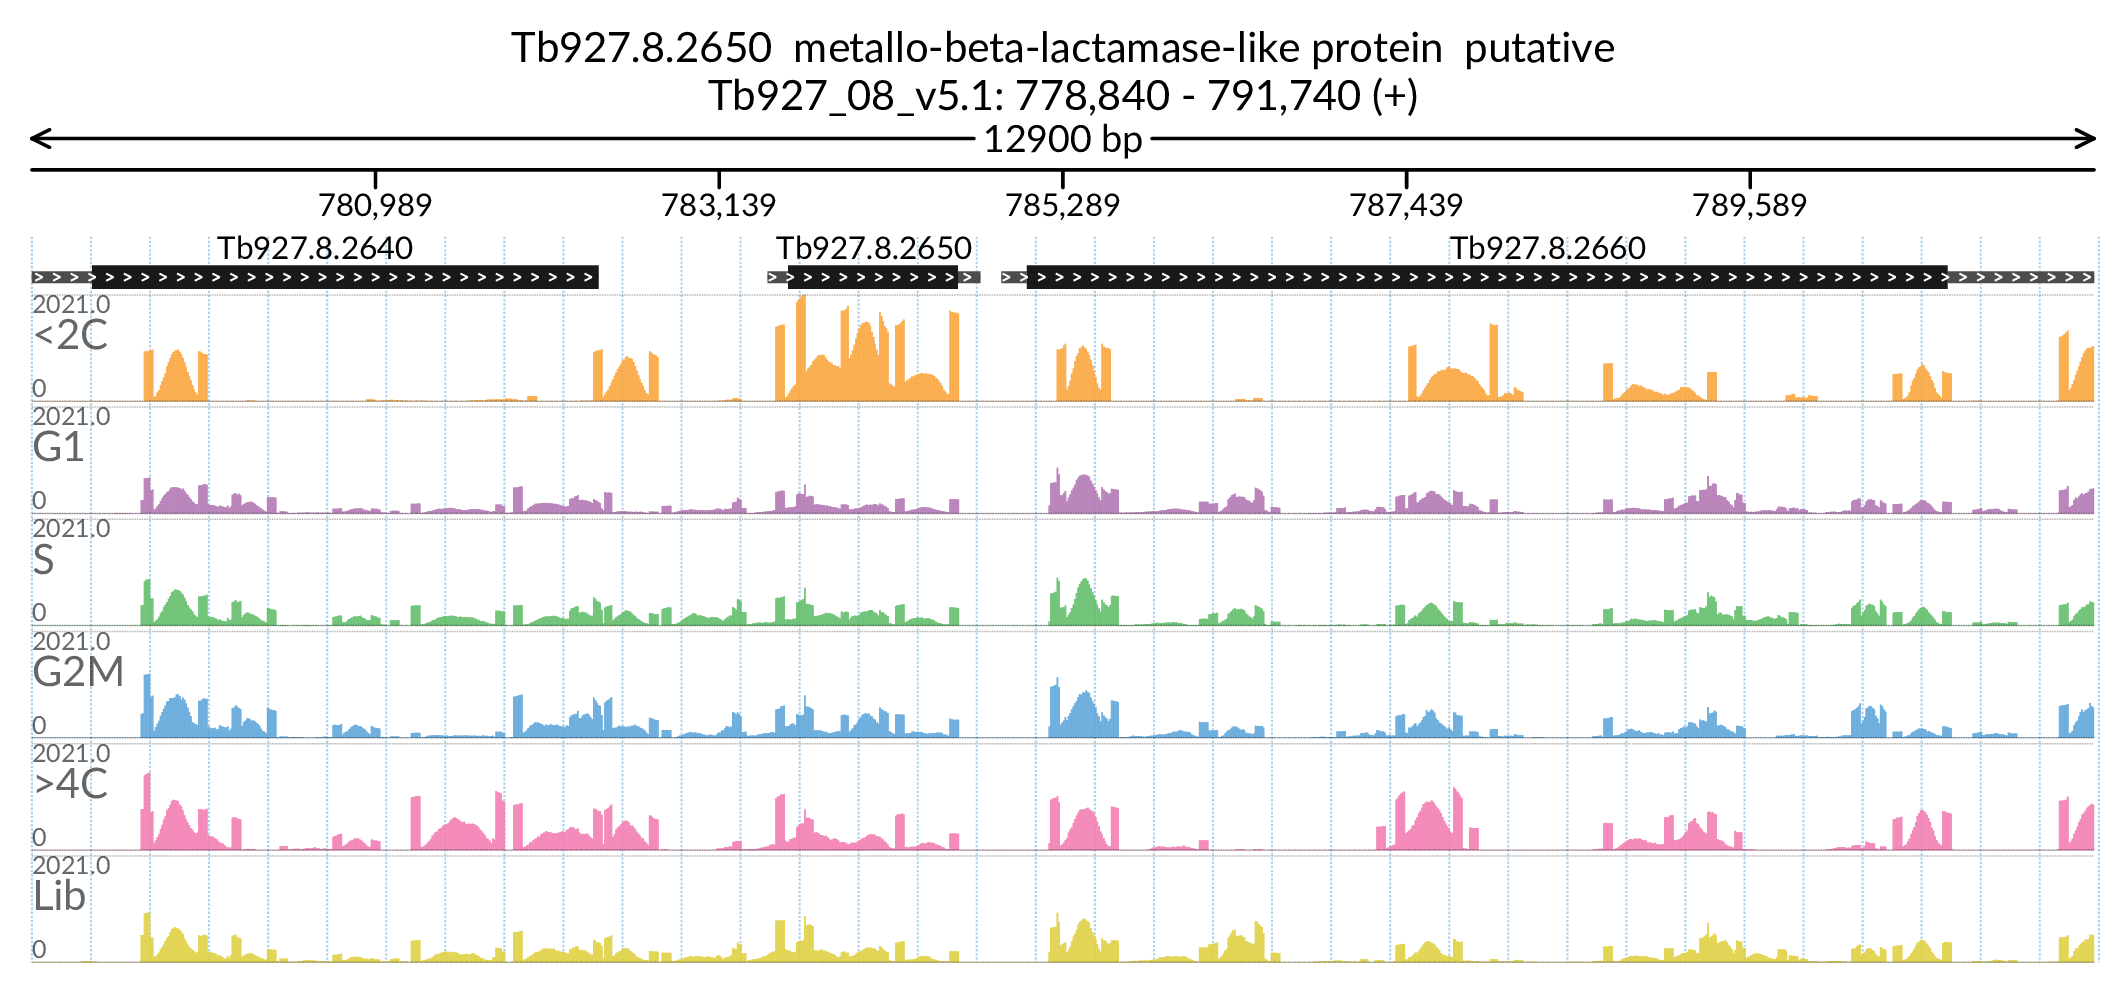 Tb927.8.2650 metallo-beta-lactamase-like protein putative
Tb927_08_v5.1: 778,840 - 791,740 (+)
12900 bp
780,989 783,139 785,289 787,439 789,589
Tb927.8.2640 Tb927.8.2650 Tb927.8.2660
2021.0
<2C
0
2021.0
G1
0
2021.0
S
0
2021.0
G2M
0
2021.0
>4C
0
2021.0
Lib
0